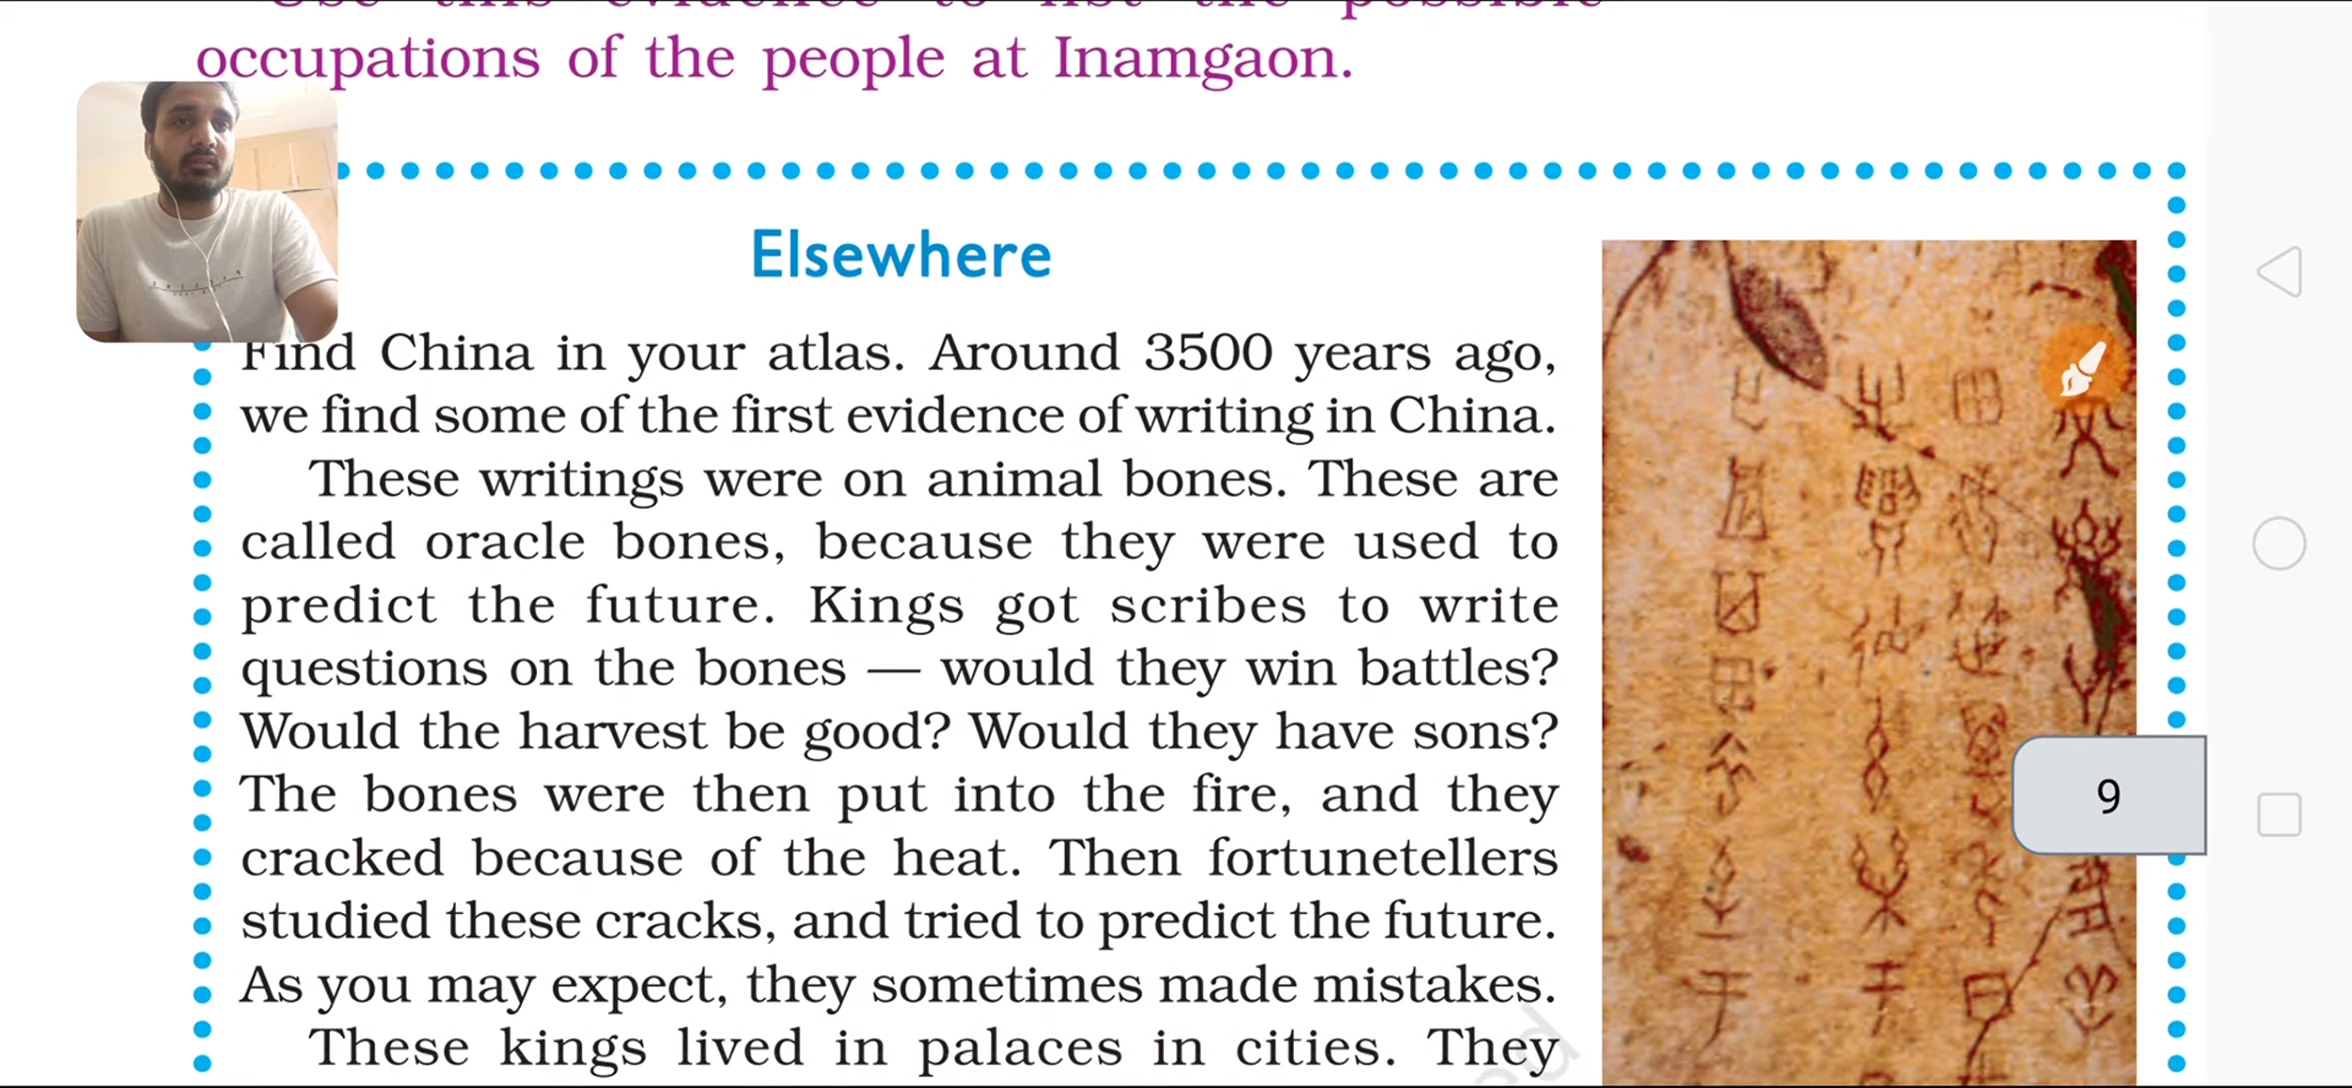 occupations of the people at Inamgaon.
Elsewhere
Find China in your atlas. Around 3500 years ago,
we find some of the first evidence of writing in China.
These writings were on animal bones. These are
called oracle bones, because they were used to
predict the future. Kings got scribes to write
questions on the bones — would they win battles?
Would the harvest be good? Would they have sons?
The bones were then put into the fire, and they
cracked because of the heat. Then fortunetellers
studied these cracks, and tried to predict the future.
As you may expect, they sometimes made mistakes.
These kings lived in palaces in cities. They
9